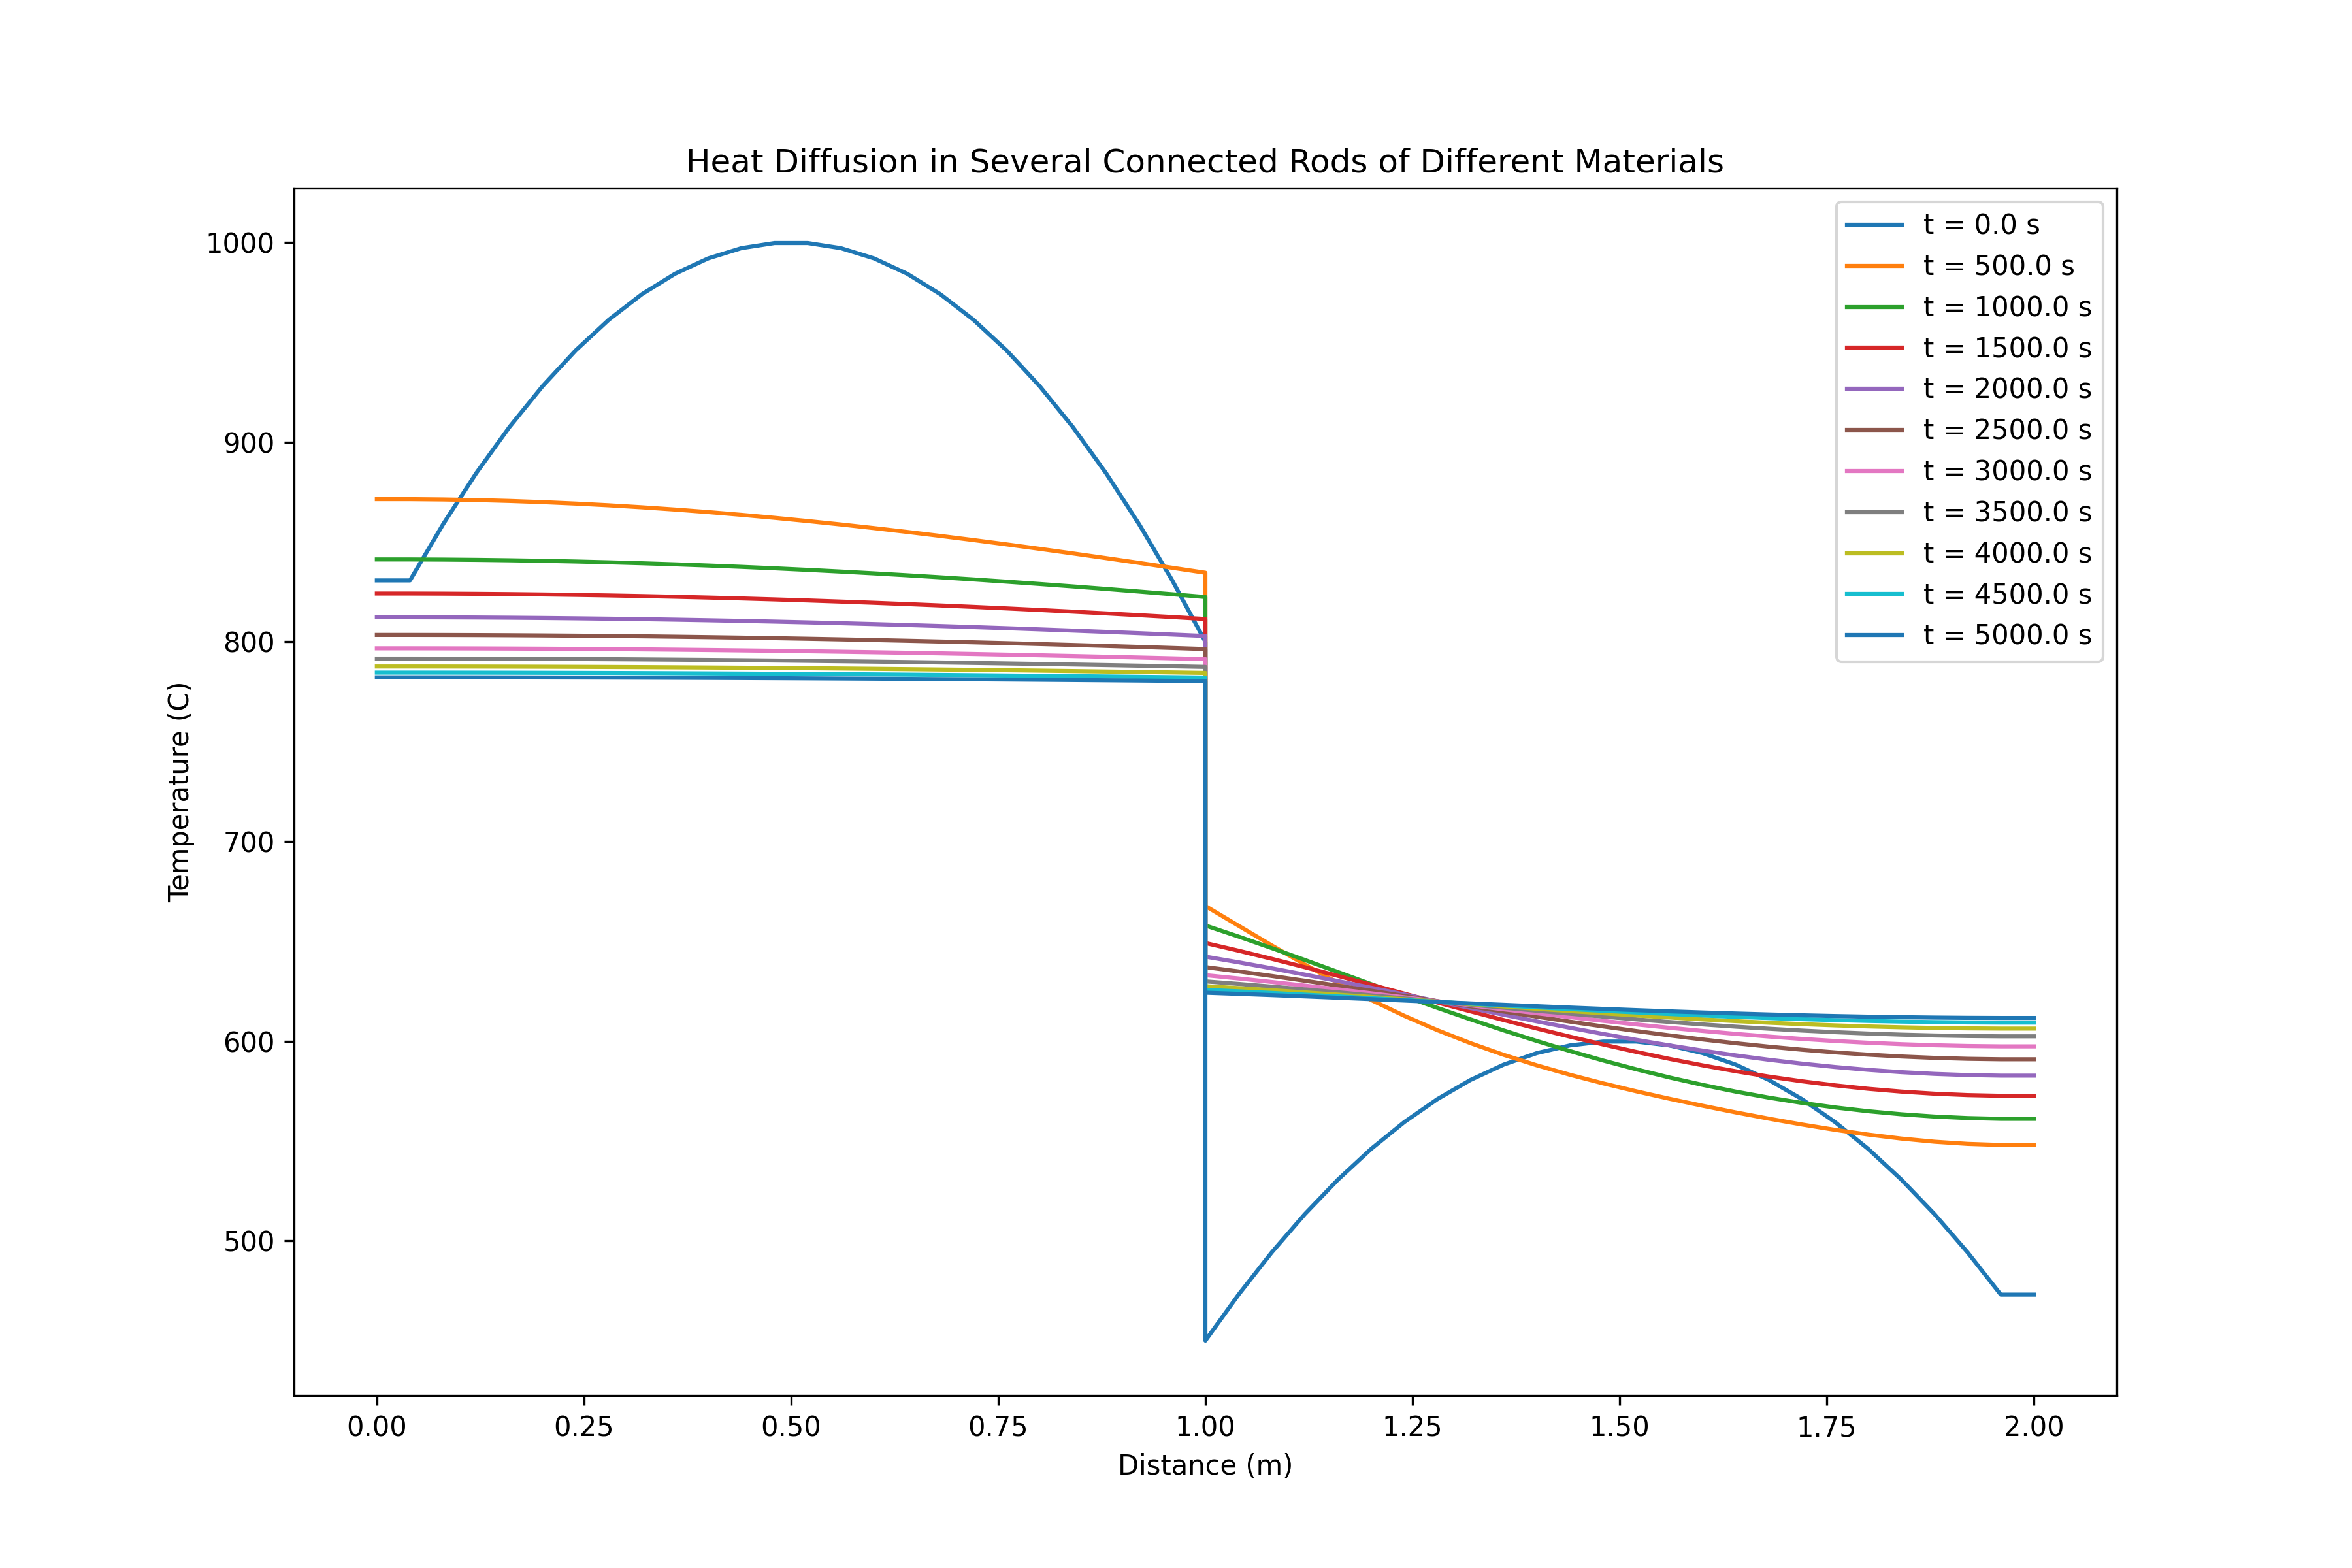 Heat Diffusion in Several Connected Rods of Different Materials
1000
900
800
700
600
500
Temperature (C)
t = 0.0 s
t = 500.0 s
t = 1000.0 s
t = 1500.0 s
t = 2000.0 s
t = 2500.0 s
t = 3000.0 s
t = 3500.0 s
t = 4000.0 s
t = 4500.0 s
t = 5000.0 s
0.00 0.25 0.50 0.75 1.00 1.25 1.50 1.75 2.00
Distance (m)